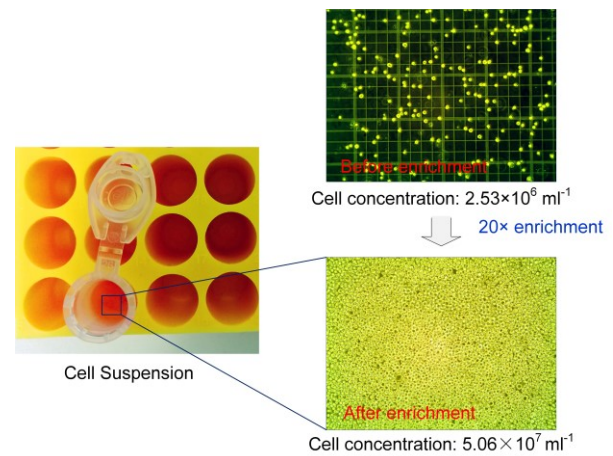 Before enrichment
Cell concentration: 2.53×10⁶ ml⁻¹
20× enrichment
Cell Suspension
After enrichment
Cell concentration: 5.06×10⁷ ml⁻¹